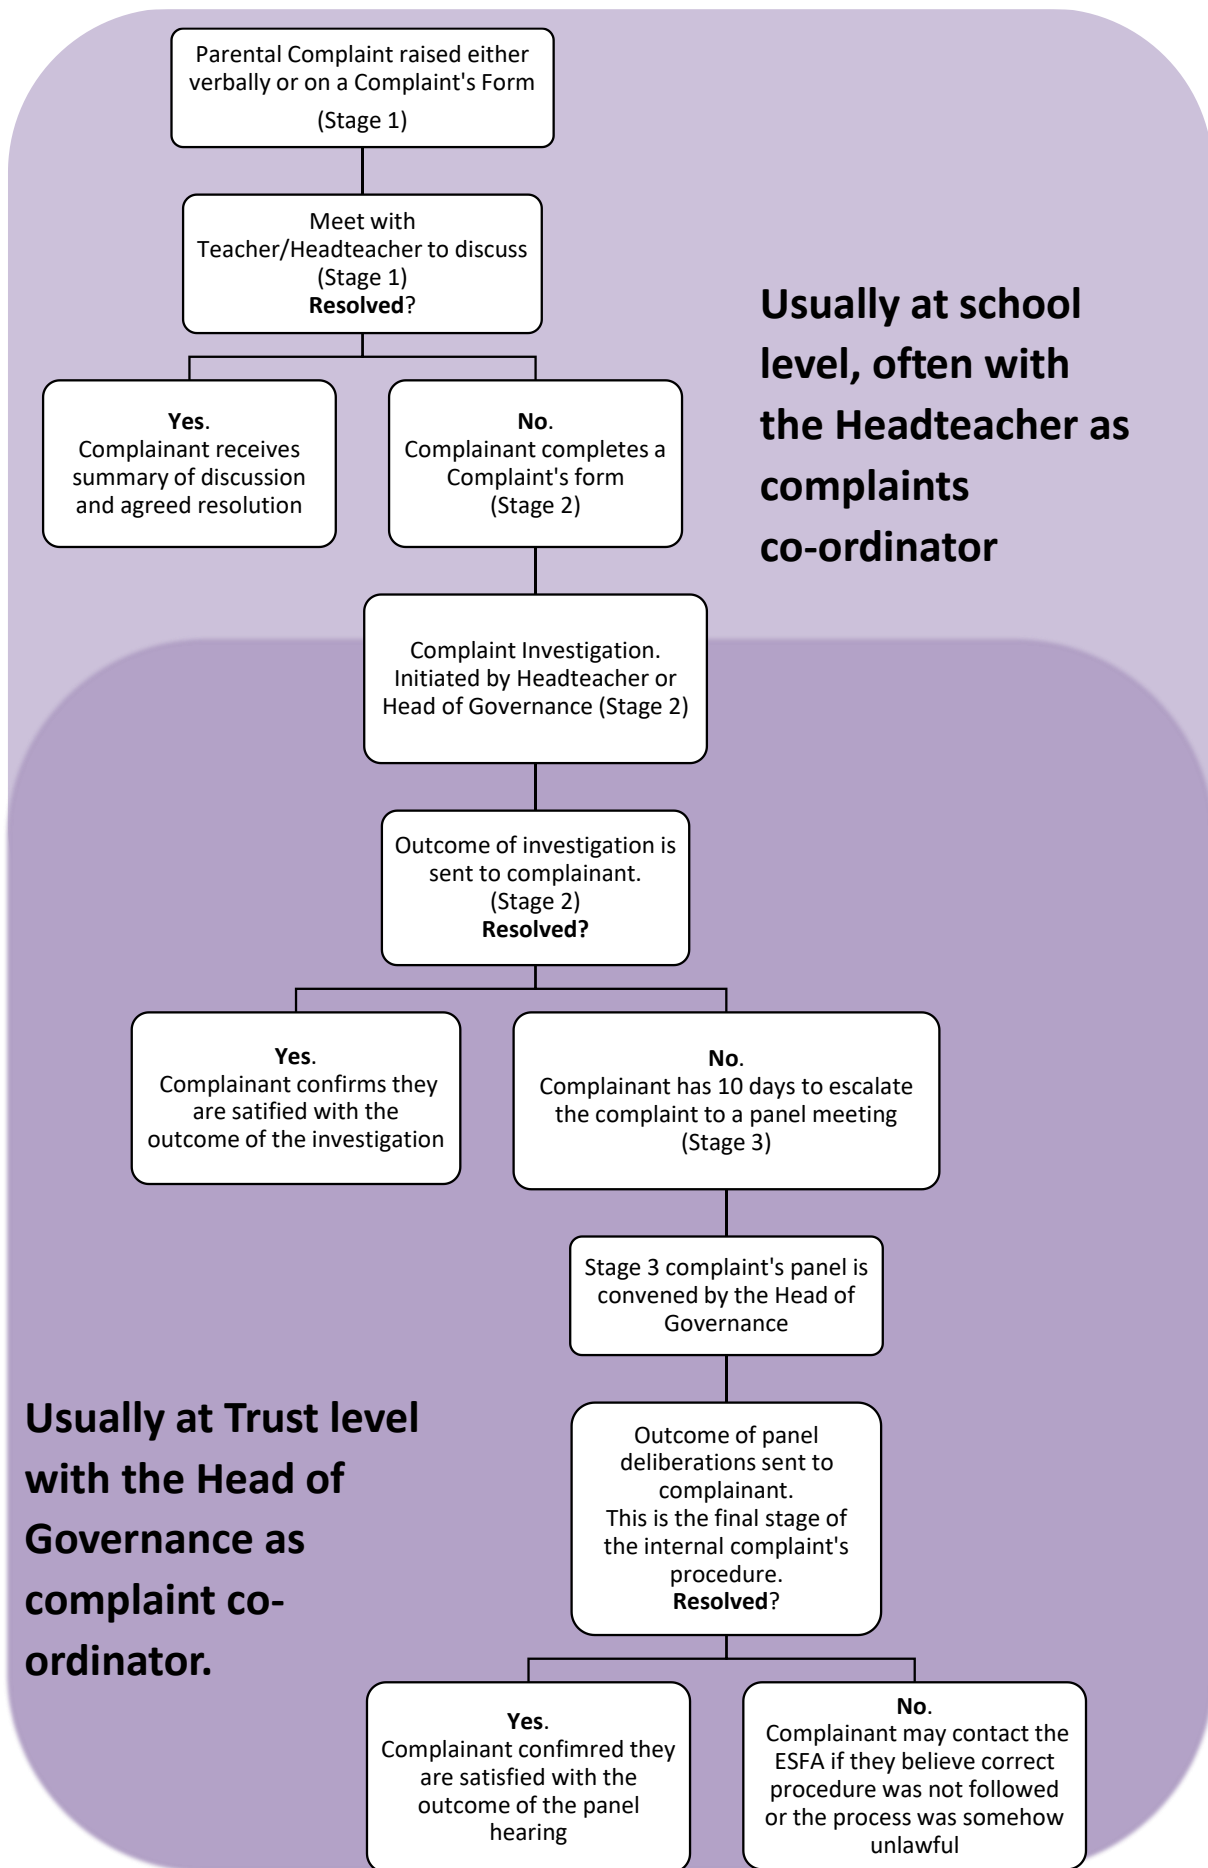 Parental Complaint raised either
verbally or on a Complaint's Form
(Stage 1)
Meet with
Teacher/Headteacher to discuss
(Stage 1)
Resolved?
Yes.
Complainant receives
summary of discussion
and agreed resolution
No.
Complainant completes a
Complaint's form
(Stage 2)
Usually at school
level, often with
the Headteacher as
complaints
co-ordinator
Complaint Investigation.
Initiated by Headteacher or
Head of Governance (Stage 2)
Outcome of investigation is
sent to complainant.
(Stage 2)
Resolved?
Yes.
Complainant confirms they
are satified with the
outcome of the investigation
No.
Complainant has 10 days to escalate
the complaint to a panel meeting
(Stage 3)
Stage 3 complaint's panel is
convened by the Head of
Governance
Usually at Trust level
with the Head of
Governance as
complaint co-
ordinator.
Outcome of panel
deliberations sent to
complainant.
This is the final stage of
the internal complaint's
procedure.
Resolved?
Yes.
Complainant confimred they
are satisfied with the
outcome of the panel
hearing
No.
Complainant may contact the
ESFA if they believe correct
procedure was not followed
or the process was somehow
unlawful